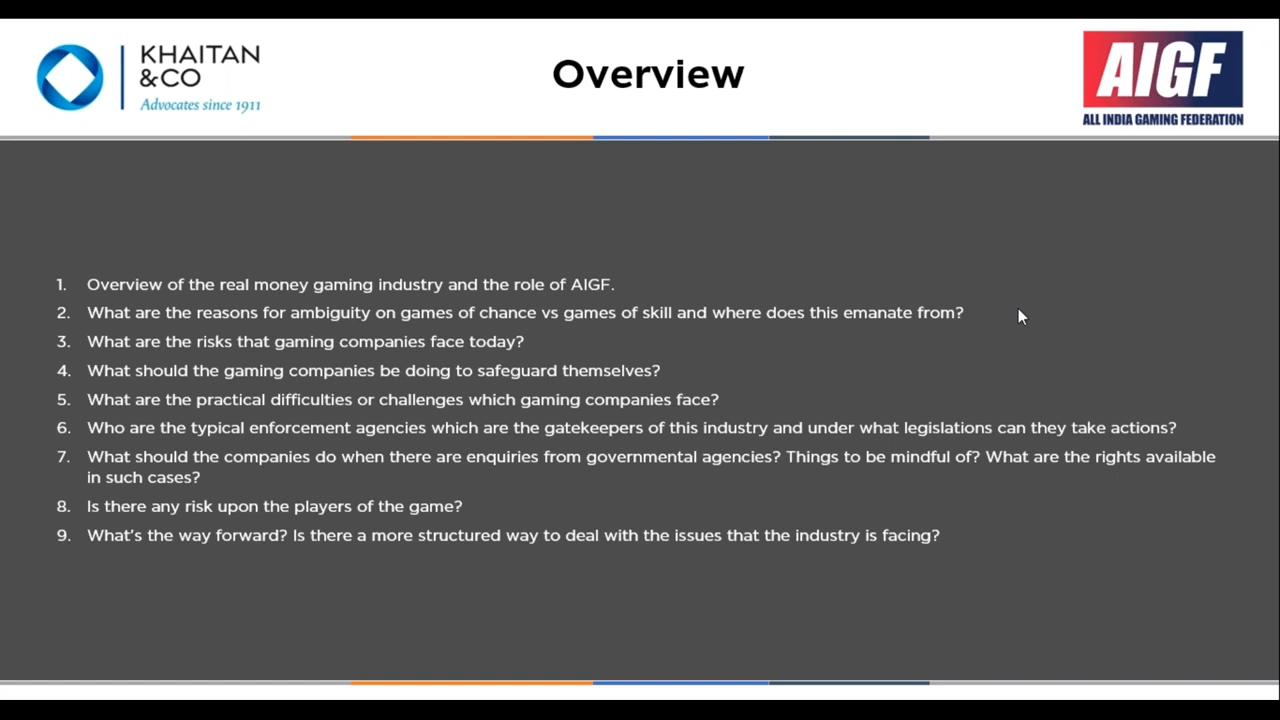 KHAITAN
&CO
Advocates since 1911
Overview
AIGF
ALL INDIA GAMING FEDERATION
1. Overview of the real money gaming industry and the role of AIGF.
2. What are the reasons for ambiguity on games of chance vs games of skill and where does this emanate from?
3. What are the risks that gaming companies face today?
4. What should the gaming companies be doing to safeguard themselves?
5. What are the practical difficulties or challenges which gaming companies face?
6. Who are the typical enforcement agencies which are the gatekeepers of this industry and under what legislations can they take actions?
7. What should the companies do when there are enquiries from governmental agencies? Things to be mindful of? What are the rights available
in such cases?
8. Is there any risk upon the players of the game?
9. What's the way forward? Is there a more structured way to deal with the issues that the industry is facing?